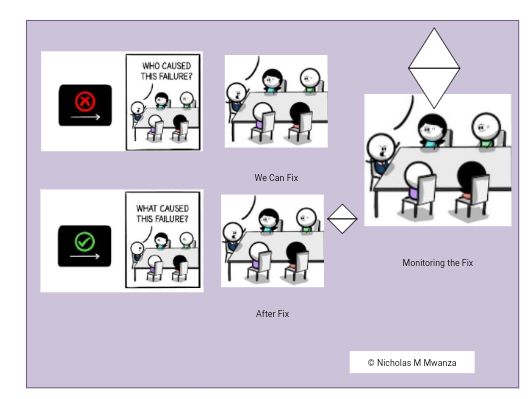 WHO CAUSED
THIS FAILURE?
We Can Fix
WHAT CAUSED
THIS FAILURE?
After Fix
Monitoring the Fix
© Nicholas M Mwanza